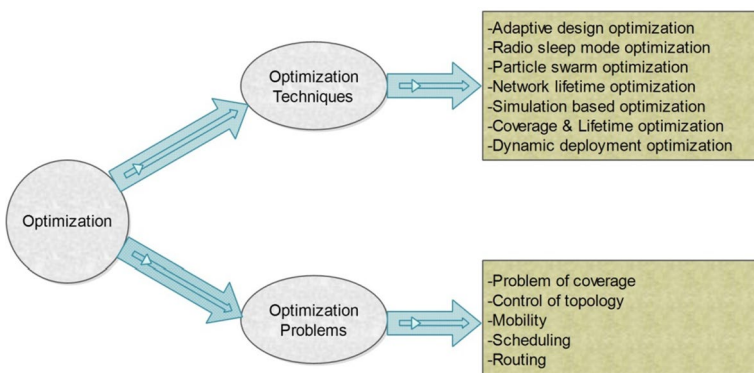 Optimization
Optimization
Techniques
-Adaptive design optimization
-Radio sleep mode optimization
-Particle swarm optimization
-Network lifetime optimization
-Simulation based optimization
-Coverage & Lifetime optimization
-Dynamic deployment optimization
Optimization
Problems
-Problem of coverage
-Control of topology
-Mobility
-Scheduling
-Routing